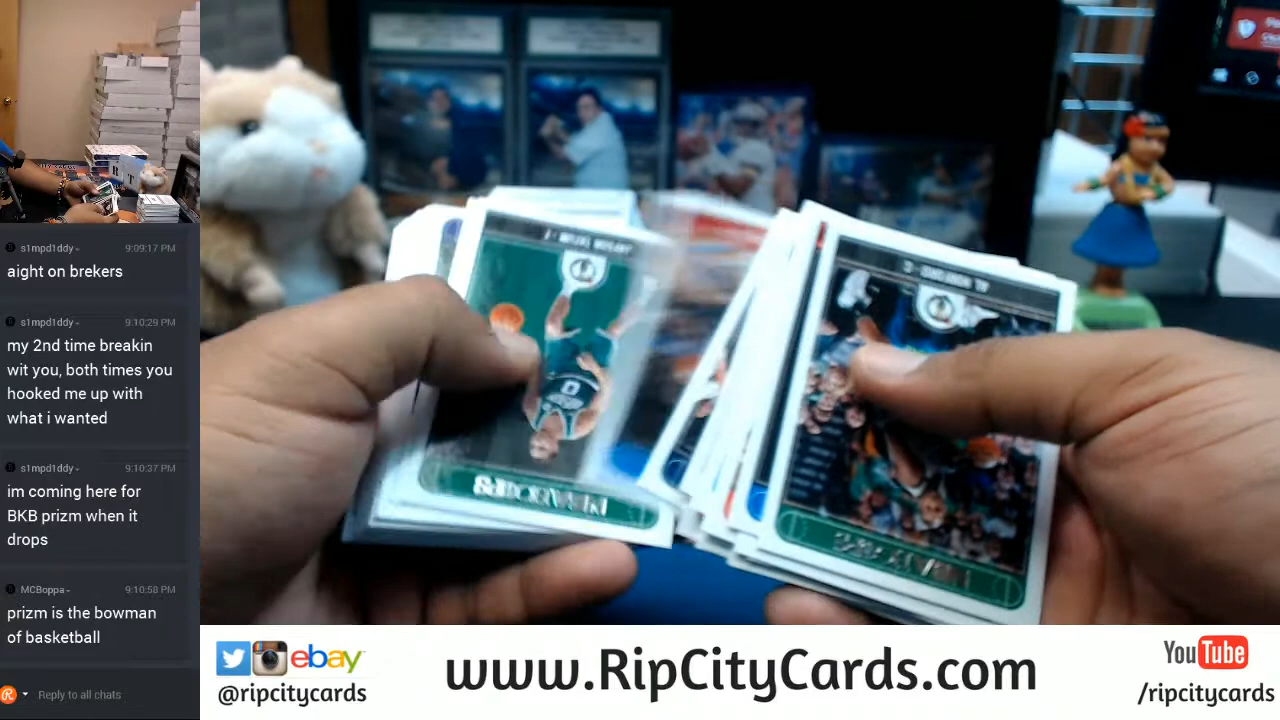 s1mpd1ddy 9:09:17 PM
aight on brekers
s1mpd1ddy 9:10:29 PM
my 2nd time breakin
wit you, both times you
hooked me up with
what i wanted
s1mpd1ddy 9:10:37 PM
im coming here for
BKB prizm when it
drops
MCBoppa 9:10:58 PM
prizm is the bowman
of basketball
Reply to all chats
ebay
@ripcitycards
www.RipCityCards.com
YouTube
/ripcitycards
AL HORFORD - C